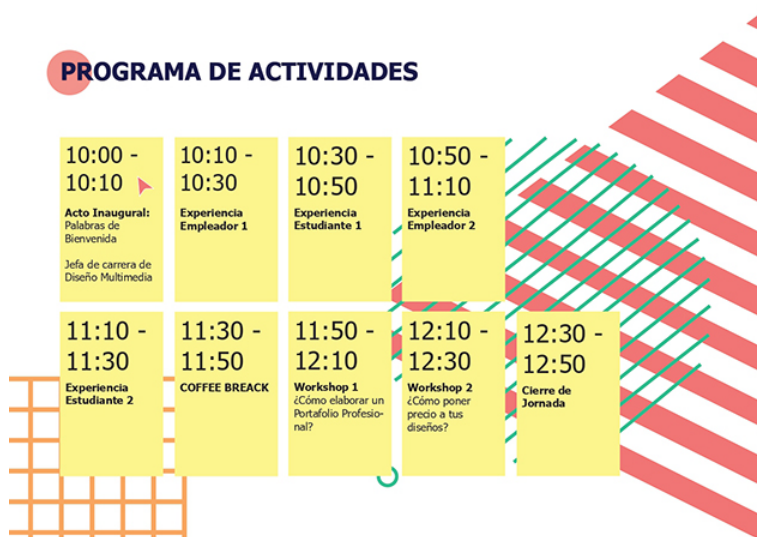 PROGRAMA DE ACTIVIDADES
10:00 -
10:10
Acto Inaugural:
Palabras de
Bienvenida
Jefa de carrera de
Diseño Multimedia
10:10 -
10:30
Experiencia
Empleador 1
10:30 -
10:50
Experiencia
Estudiante 1
10:50 -
11:10
Experiencia
Empleador 2
11:10 -
11:30
Experiencia
Estudiante 2
11:30 -
11:50
COFFEE BREACK
11:50 -
12:10
Workshop 1
¿Cómo elaborar un
Portafolio Profesio-
nal?
12:10 -
12:30
Workshop 2
¿Cómo poner
precio a tus
diseños?
12:30 -
12:50
Cierre de
Jornada